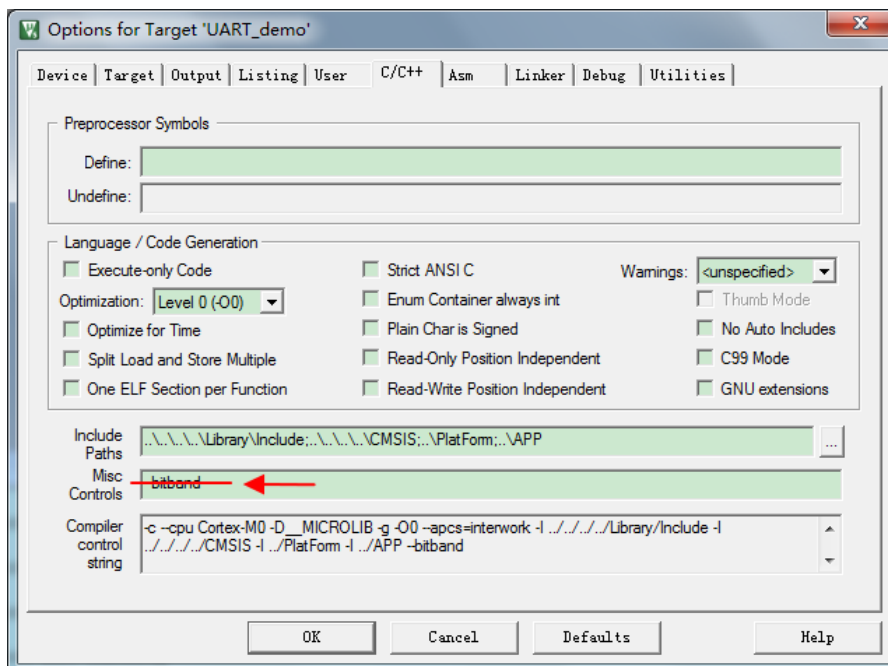 Options for Target 'UART_demo'
Device Target Output Listing User C/C++ Asm Linker Debug Utilities
Preprocessor Symbols
Define:
Undefine:
Language / Code Generation
Execute-only Code Strict ANSI C Warnings: <unspecified>
Optimization: Level 0 (-O0) Enum Container always int Thumb Mode
Optimize for Time Plain Char is Signed No Auto Includes
Split Load and Store Multiple Read-Only Position Independent C99 Mode
One ELF Section per Function Read-Write Position Independent GNU extensions
Include Paths ..\..\..\..\Library\Include;..\..\..\..\CMSIS;..\PlatForm;..\APP ...
Misc Controls --bitband
Compiler control string -c --cpu Cortex-M0 -D__MICROLIB -g -O0 --apcs=interwork -I ../../../../Library/Include -I
../../../../CMSIS -I ../PlatForm -I ../APP --bitband
OK Cancel Defaults Help